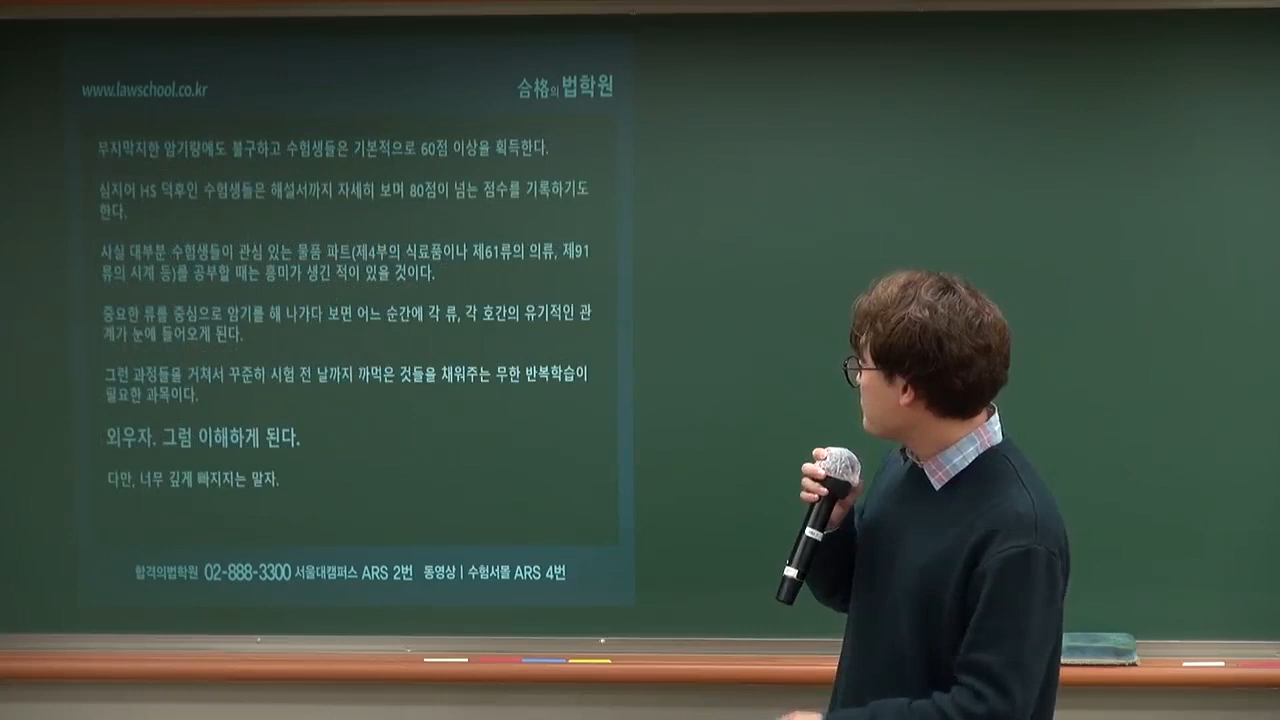 www.lawschool.co.kr
合格의 법학원
무지막지한 암기량에도 불구하고 수험생들은 기본적으로 60점 이상을 획득한다.
심지어 HS 덕후인 수험생들은 해설서까지 자세히 보며 80점이 넘는 점수를 기록하기도
한다.
사실 대부분 수험생들이 관심 있는 물품 파트(제4부의 식료품이나 제61류의 의류, 제91
류의 시계 등)를 공부할 때는 흥미가 생긴 적이 있을 것이다.
중요한 류를 중심으로 암기를 해 나가다 보면 어느 순간에 각 류, 각 호간의 유기적인 관
계가 눈에 들어오게 된다.
그런 과정들을 거쳐서 꾸준히 시험 전 날까지 까먹은 것들을 채워주는 무한 반복학습이
필요한 과목이다.
외우자. 그럼 이해하게 된다.
다만, 너무 깊게 빠지지는 말자.
합격의법학원 02-888-3300 서울대캠퍼스 ARS 2번 동영상 | 수험서몰 ARS 4번